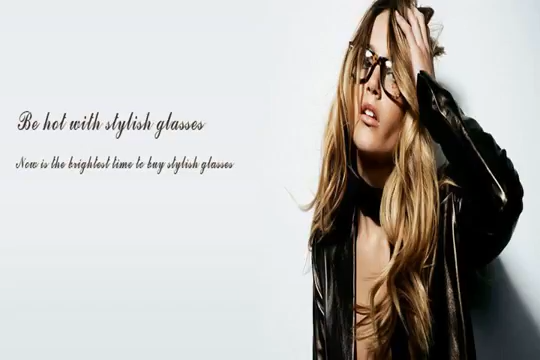 Be hot with stylish glasses
Now is the brightest time to buy stylish glasses